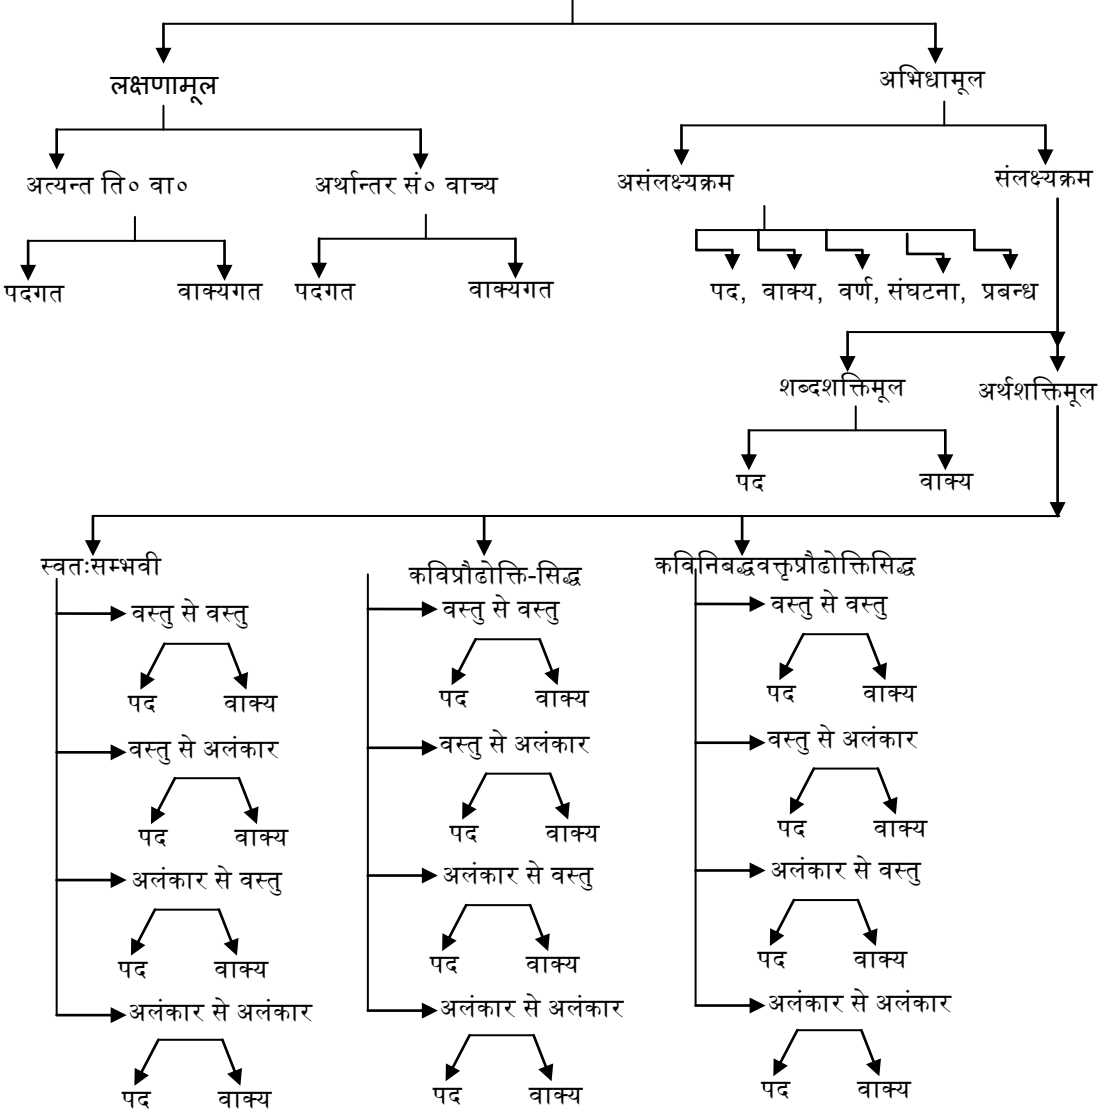 लक्षणामूल अभिधामूल
अत्यन्त ति० वा० अर्थान्तर सं० वाच्य असंलक्ष्यक्रम संलक्ष्यक्रम
पदगत वाक्यगत पदगत वाक्यगत पद, वाक्य, वर्ण, संघटना, प्रबन्ध
शब्दशक्तिमूल अर्थशक्तिमूल
पद वाक्य
स्वतःसम्भवी कविप्रौढोक्ति-सिद्ध कविनिबद्धवक्तृप्रौढोक्तिसिद्ध
वस्तु से वस्तु वस्तु से वस्तु वस्तु से वस्तु
पद वाक्य पद वाक्य पद वाक्य
वस्तु से अलंकार वस्तु से अलंकार वस्तु से अलंकार
पद वाक्य पद वाक्य पद वाक्य
अलंकार से वस्तु अलंकार से वस्तु अलंकार से वस्तु
पद वाक्य पद वाक्य पद वाक्य
अलंकार से अलंकार अलंकार से अलंकार अलंकार से अलंकार
पद वाक्य पद वाक्य पद वाक्य